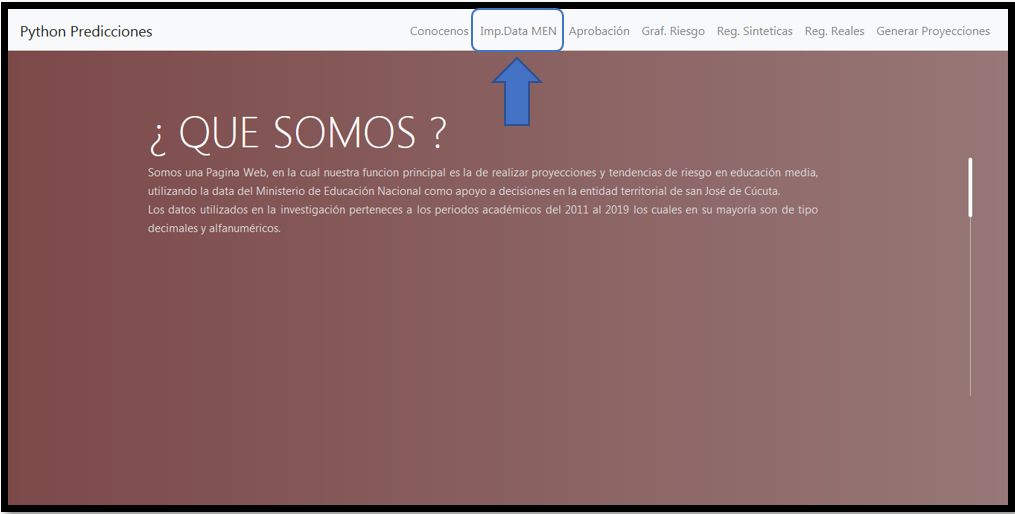 Python Predicciones
Conocenos Imp.Data MEN Aprobación Graf. Riesgo Reg. Sinteticas Reg. Reales Generar Proyecciones
¿ QUE SOMOS ?
Somos una Pagina Web, en la cual nuestra funcion principal es la de realizar proyecciones y tendencias de riesgo en educación media,
utilizando la data del Ministerio de Educación Nacional como apoyo a decisiones en la entidad territorial de san José de Cúcuta.
Los datos utilizados en la investigación perteneces a los periodos académicos del 2011 al 2019 los cuales en su mayoría son de tipo
decimales y alfanuméricos.